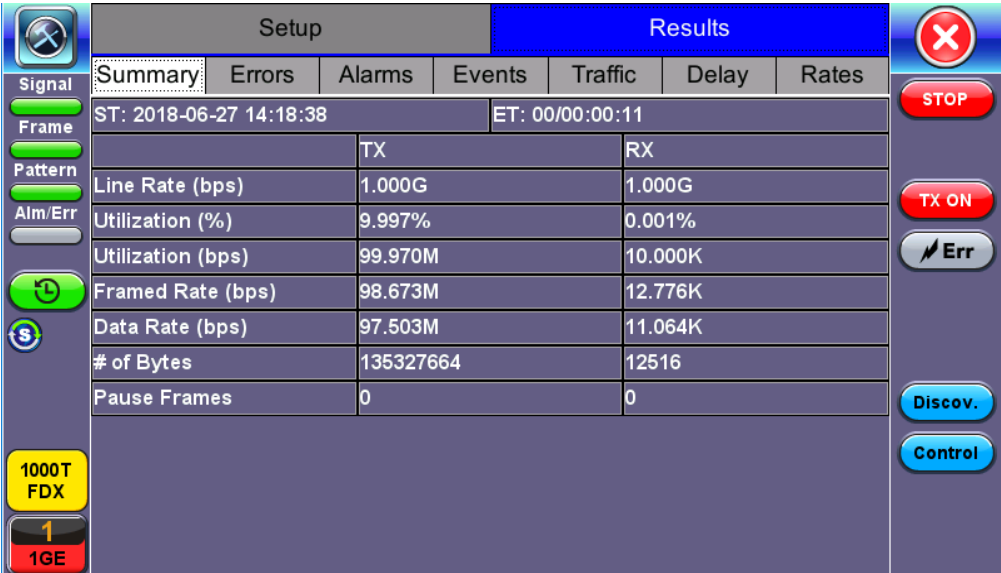 Setup Results
Summary Errors Alarms Events Traffic Delay Rates
ST: 2018-06-27 14:18:38 ET: 00/00:00:11
TX RX
Line Rate (bps) 1.000G 1.000G
Utilization (%) 9.997% 0.001%
Utilization (bps) 99.970M 10.000K
Framed Rate (bps) 98.673M 12.776K
Data Rate (bps) 97.503M 11.064K
# of Bytes 135327664 12516
Pause Frames 0 0
Signal
Frame
Pattern
Alm/Err
S
1000T
FDX
1
1GE
STOP
TX ON
Err
Discov.
Control